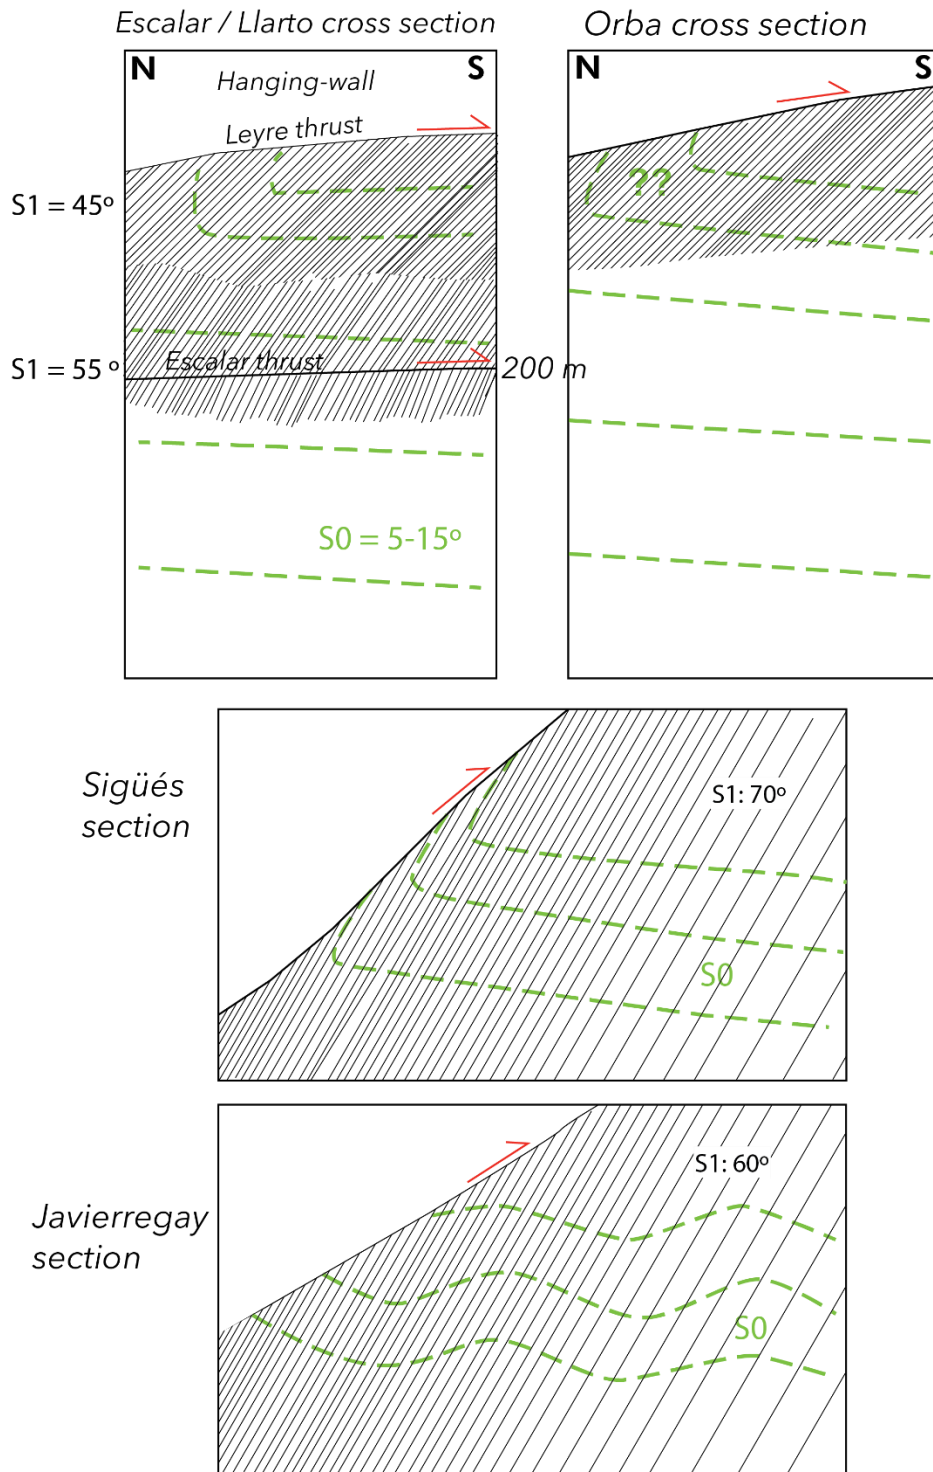 Escalar / Llarto cross section
N
S
Hanging-wall
Leyre thrust
S1 = 45º
S1 = 55 º
Escalar thrust
200 m
S0 = 5-15º
Orba cross section
N
S
??
Sigüés
section
S1: 70º
S0
Javierregay
section
S1: 60º
S0